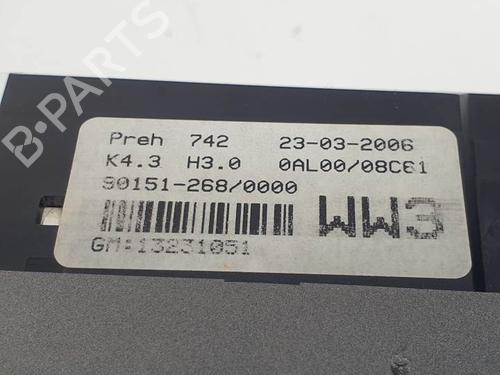 Preh 742 23-03-2006
K4.3 H3.0 0AL00/08C61
90151-268/0000
WW3
GM:13231051
B-PARTS